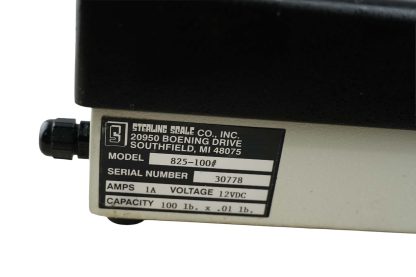 STERLING SCALE CO., INC.
20950 BOENING DRIVE
SOUTHFIELD, MI 48075
MODEL 825-100#
SERIAL NUMBER 30778
AMPS 1A VOLTAGE 12VDC
CAPACITY 100 lb. x .01 lb.